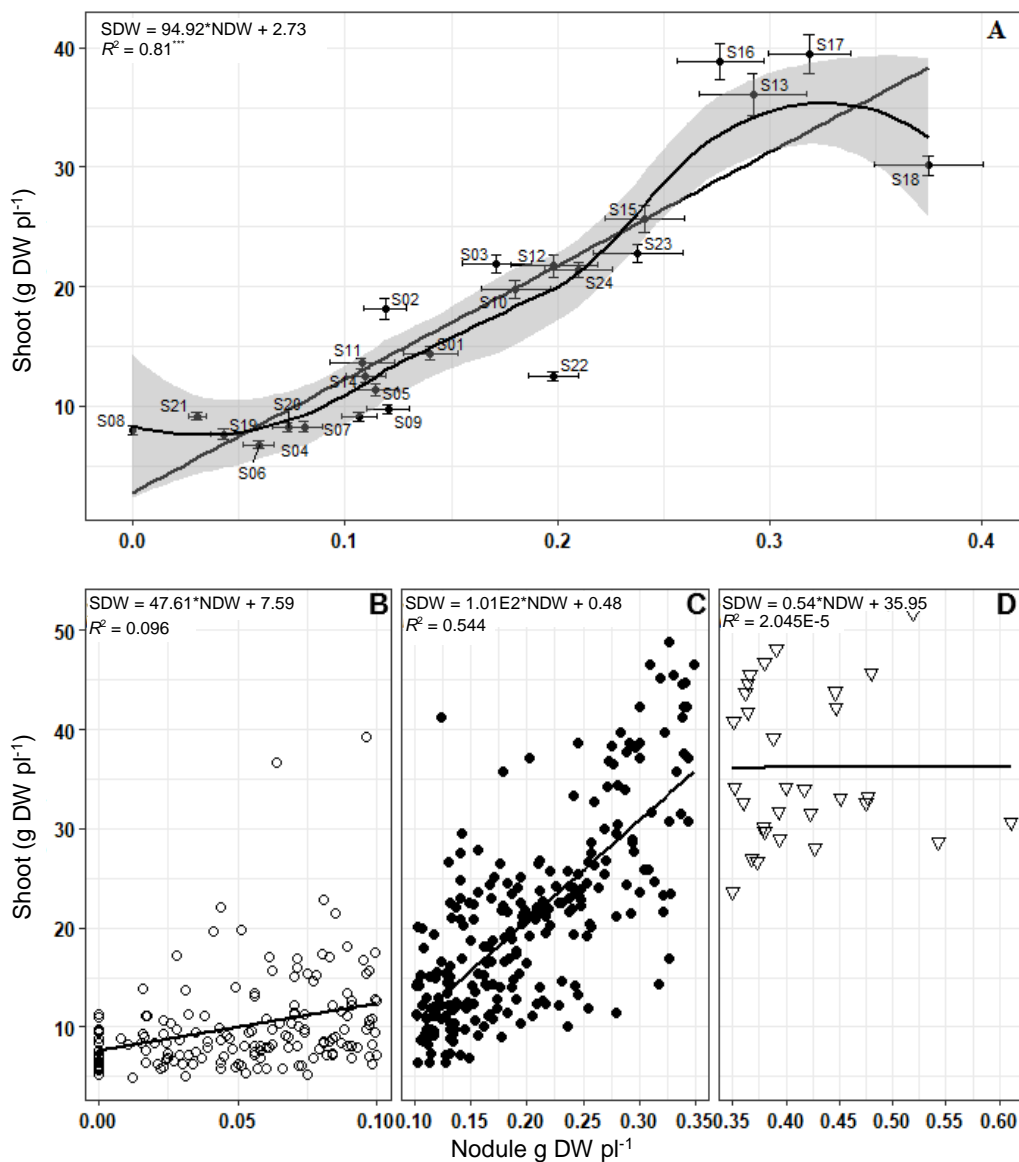 SDW = 94.92*NDW + 2.73
R² = 0.81***
A
S16
S17
S13
S18
S15
S23
S03
S12
S24
S10
S02
S11
S01
S14
S22
S05
S21
S20
S09
S08
S19
S07
S04
S06
40
30
20
10
0.0
0.1
0.2
0.3
0.4
Shoot (g DW pl⁻¹)
SDW = 47.61*NDW + 7.59
R² = 0.096
B
SDW = 1.01E2*NDW + 0.48
R² = 0.544
C
SDW = 0.54*NDW + 35.95
R² = 2.045E-5
D
50
40
30
20
10
Shoot (g DW pl⁻¹)
0.00
0.05
0.10
0.10
0.15
0.20
0.25
0.30
0.35
0.35
0.40
0.45
0.50
0.55
0.60
Nodule g DW pl⁻¹